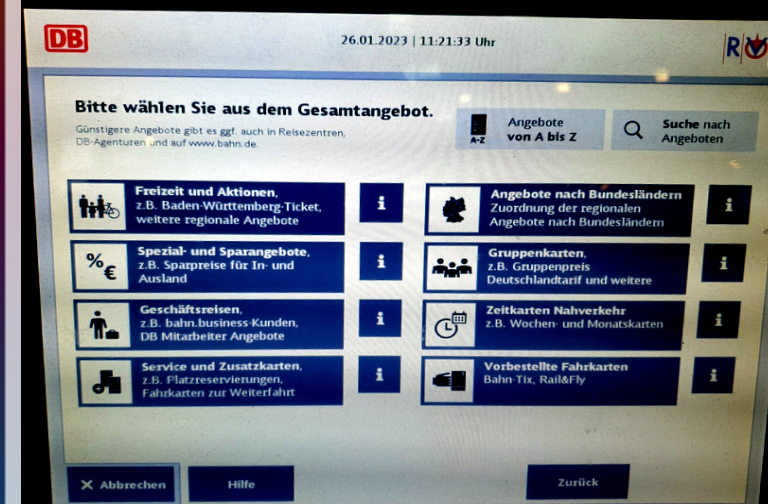 DB
26.01.2023 | 11:21:33 Uhr
Bitte wählen Sie aus dem Gesamtangebot.
Günstigere Angebote gibt es ggf. auch in Reisezentren,
DB-Agenturen und auf www.bahn.de.
A-Z
Angebote
von A bis Z
Suche nach
Angeboten
Freizeit und Aktionen,
z.B. Baden-Württemberg-Ticket,
weitere regionale Angebote
i
Angebote nach Bundesländern
Zuordnung der regionalen
Angebote nach Bundesländern
i
% €
Spezial- und Sparangebote,
z.B. Sparpreise für In- und
Ausland
i
Gruppenkarten,
z.B. Gruppenpreis
Deutschlandtarif und weitere
i
Geschäftsreisen,
z.B. bahn.business-Kunden,
DB Mitarbeiter Angebote
i
Zeitkarten Nahverkehr
z.B. Wochen- und Monatskarten
i
Service und Zusatzkarten,
z.B. Platzreservierungen,
Fahrkarten zur Weiterfahrt
i
Vorbestellte Fahrkarten
Bahn-Tix, Rail&Fly
i
X Abbrechen
Hilfe
Zurück